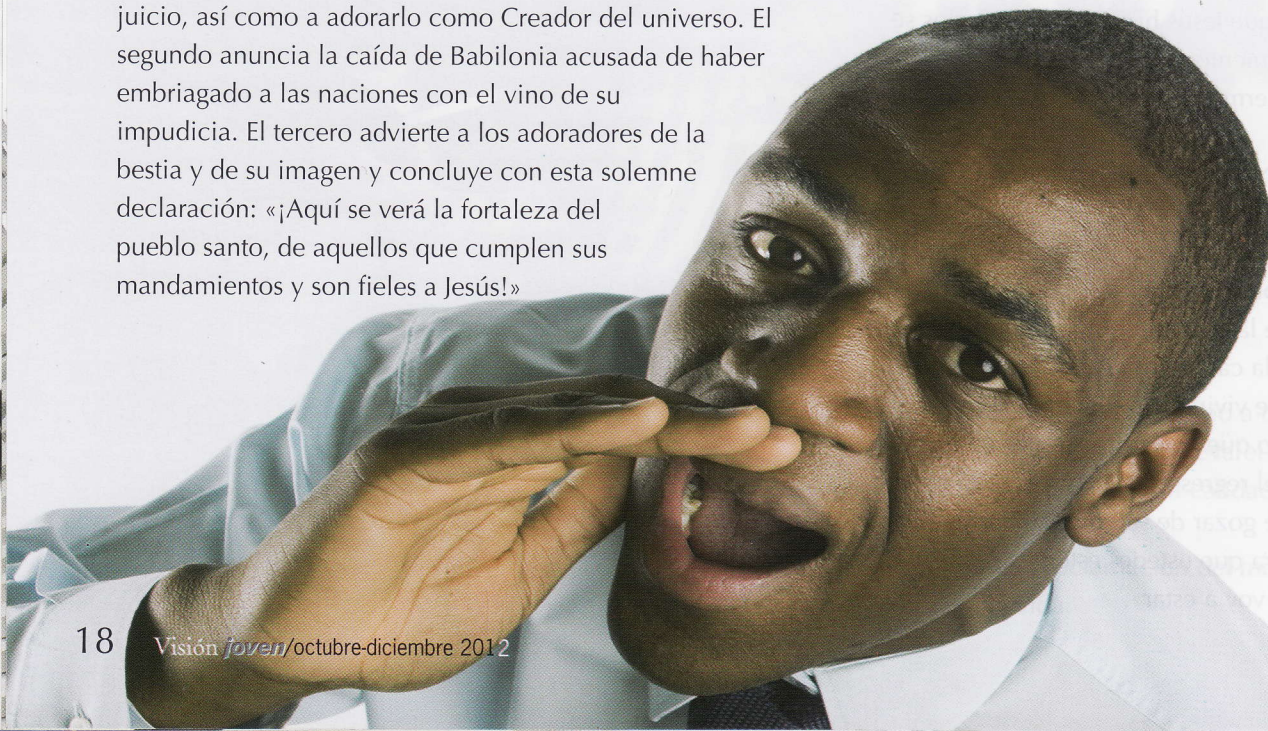 juicio, así como a adorarlo como Creador del universo. El
segundo anuncia la caída de Babilonia acusada de haber
embriagado a las naciones con el vino de su
impudicia. El tercero advierte a los adoradores de la
bestia y de su imagen y concluye con esta solemne
declaración: «¡Aquí se verá la fortaleza del
pueblo santo, de aquellos que cumplen sus
mandamientos y son fieles a Jesús!»
18 Visión joven/octubre-diciembre 2012